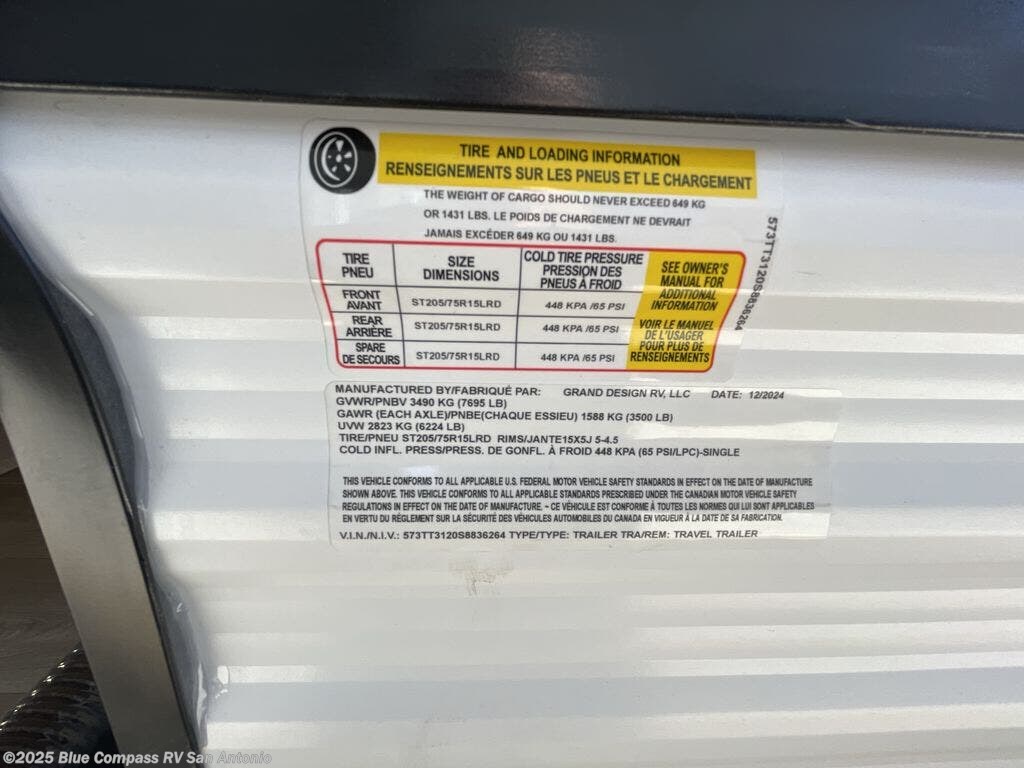 TIRE AND LOADING INFORMATION
RENSEIGNEMENTS SUR LES PNEUS ET LE CHARGEMENT
THE WEIGHT OF CARGO SHOULD NEVER EXCEED 649 KG
OR 1431 LBS. LE POIDS DE CHARGEMENT NE DEVRAIT
JAMAIS EXCÉDER 649 KG OU 1431 LBS.
TIRE
PNEU
SIZE
DIMENSIONS
COLD TIRE PRESSURE
PRESSION DES
PNEUS À FROID
SEE OWNER'S
MANUAL FOR
ADDITIONAL
INFORMATION
VOIR LE MANUEL
DE L'USAGER
POUR PLUS DE
RENSEIGNEMENTS
FRONT
AVANT
ST205/75R15LRD
448 KPA /65 PSI
REAR
ARRIÈRE
ST205/75R15LRD
448 KPA /65 PSI
SPARE
DE SECOURS
ST205/75R15LRD
448 KPA /65 PSI
573TT3120S8836264
MANUFACTURED BY/FABRIQUÉ PAR: GRAND DESIGN RV, LLC DATE: 12/2024
GVWR/PNBV 3490 KG (7695 LB)
GAWR (EACH AXLE)/PNBE(CHAQUE ESSIEU) 1588 KG (3500 LB)
UVW 2823 KG (6224 LB)
TIRE/PNEU ST205/75R15LRD RIMS/JANTE15X5J 5-4.5
COLD INFL. PRESS/PRESS. DE GONFL. À FROID 448 KPA (65 PSI/LPC)-SINGLE
THIS VEHICLE CONFORMS TO ALL APPLICABLE U.S. FEDERAL MOTOR VEHICLE SAFETY STANDARDS IN EFFECT ON THE DATE OF MANUFACTURE
SHOWN ABOVE. THIS VEHICLE CONFORMS TO ALL APPLICABLE STANDARDS PRESCRIBED UNDER THE CANADIAN MOTOR VEHICLE SAFETY
REGULATIONS IN EFFECT ON THE DATE OF MANUFACTURE. - CE VÉHICULE EST CONFORME À TOUTES LES NORMES QUI LUI SONT APPLICABLES
EN VERTU DU RÉGLEMENT SUR LA SÉCURITÉ DES VÉHICULES AUTOMOBILES DU CANADA EN VIGUEUR À LA DATE DE SA FABRICATION.
V.I.N./N.I.V.: 573TT3120S8836264 TYPE/TYPE: TRAILER TRA/REM: TRAVEL TRAILER
©2025 Blue Compass RV San Antonio